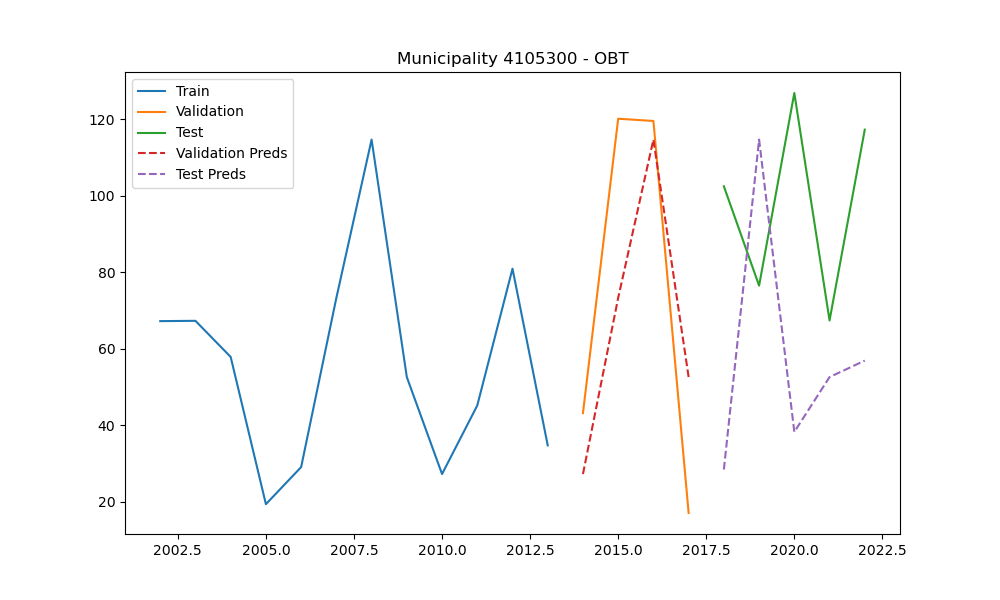 Municipality 4105300 - OBT
Train
Validation
Test
Validation Preds
Test Preds
120
100
80
60
40
20
2002.5 2005.0 2007.5 2010.0 2012.5 2015.0 2017.5 2020.0 2022.5